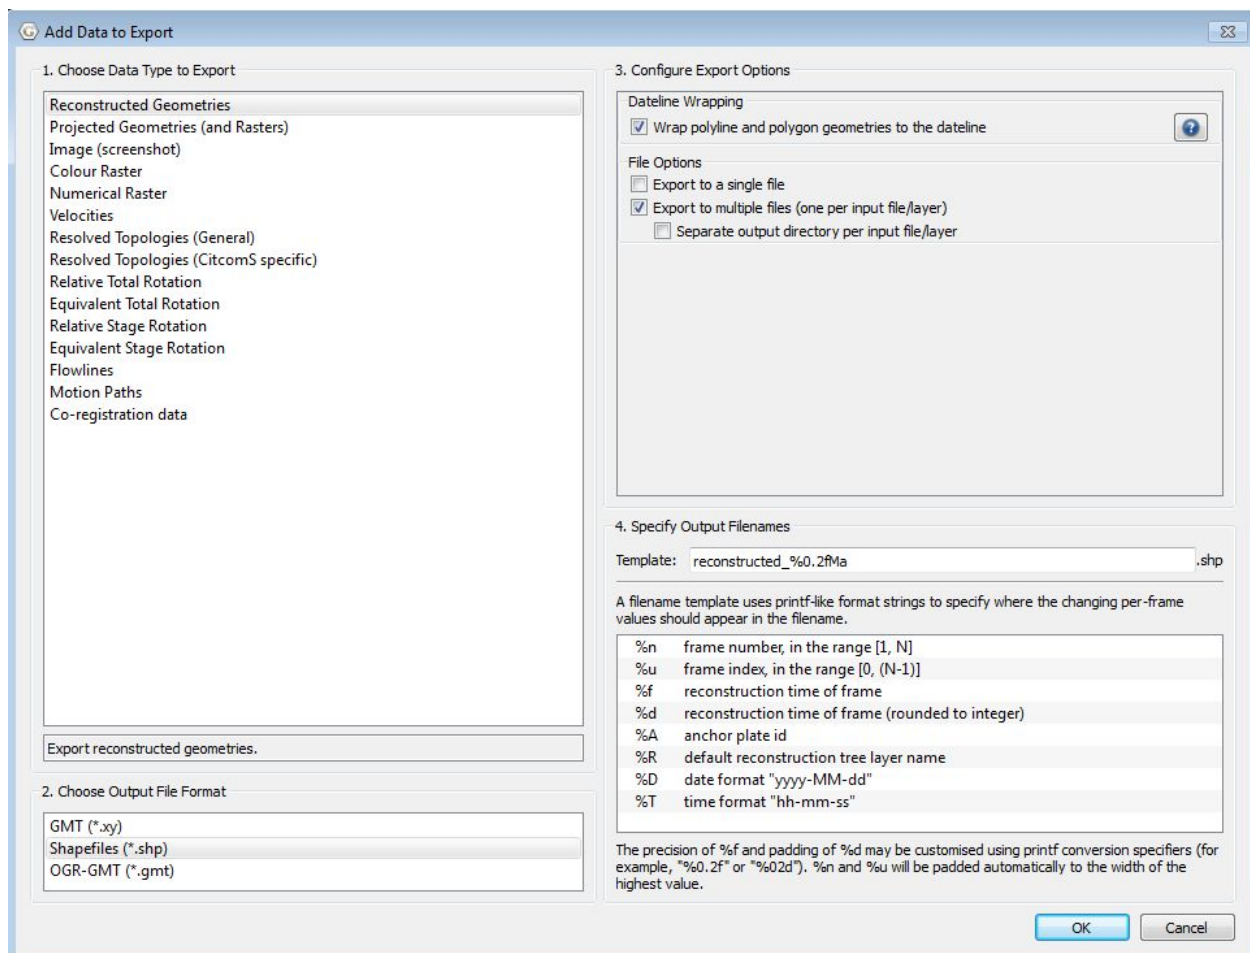 Add Data to Export
1. Choose Data Type to Export
Reconstructed Geometries
Projected Geometries (and Rasters)
Image (screenshot)
Colour Raster
Numerical Raster
Velocities
Resolved Topologies (General)
Resolved Topologies (CitcomS specific)
Relative Total Rotation
Equivalent Total Rotation
Relative Stage Rotation
Equivalent Stage Rotation
Flowlines
Motion Paths
Co-registration data
Export reconstructed geometries.
2. Choose Output File Format
GMT (*.xy)
Shapefiles (*.shp)
OGR-GMT (*.gmt)
3. Configure Export Options
Dateline Wrapping
Wrap polyline and polygon geometries to the dateline
File Options
Export to a single file
Export to multiple files (one per input file/layer)
Separate output directory per input file/layer
4. Specify Output Filenames
Template: reconstructed_%0.2fMa .shp
A filename template uses printf-like format strings to specify where the changing per-frame
values should appear in the filename.
%n frame number, in the range [1, N]
%u frame index, in the range [0, (N-1)]
%f reconstruction time of frame
%d reconstruction time of frame (rounded to integer)
%A anchor plate id
%R default reconstruction tree layer name
%D date format "yyyy-MM-dd"
%T time format "hh-mm-ss"
The precision of %f and padding of %d may be customised using printf conversion specifiers (for
example, "%0.2f" or "%02d"). %n and %u will be padded automatically to the width of the
highest value.
OK Cancel